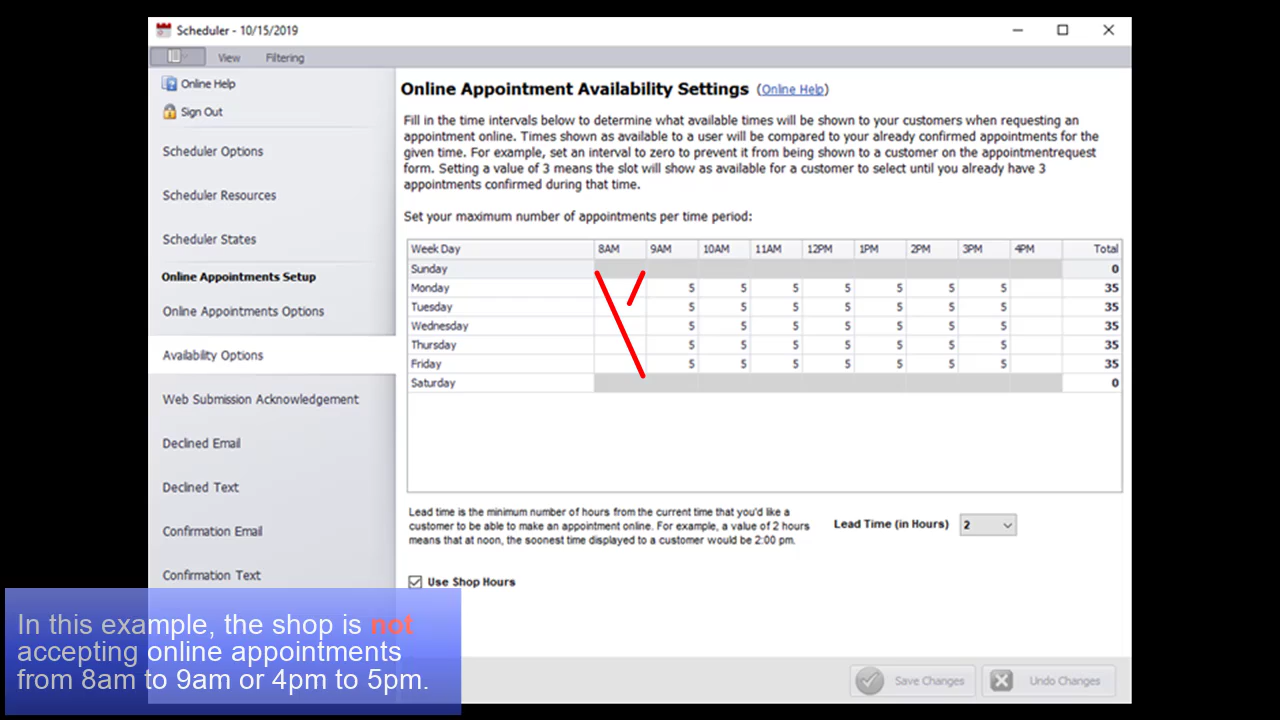 Scheduler - 10/15/2019
View Filtering
Online Help
Sign Out
Scheduler Options
Scheduler Resources
Scheduler States
Online Appointments Setup
Online Appointments Options
Availability Options
Web Submission Acknowledgement
Declined Email
Declined Text
Confirmation Email
Confirmation Text
Online Appointment Availability Settings (Online Help)
Fill in the time intervals below to determine what available times will be shown to your customers when requesting an
appointment online. Times shown as available to a user will be compared to your already confirmed appointments for the
given time. For example, set an interval to zero to prevent it from being shown to a customer on the appointmentrequest
form. Setting a value of 3 means the slot will show as available for a customer to select until you already have 3
appointments confirmed during that time.
Set your maximum number of appointments per time period:
Week Day 8AM 9AM 10AM 11AM 12PM 1PM 2PM 3PM 4PM Total
Sunday 0
Monday 5 5 5 5 5 5 5 35
Tuesday 5 5 5 5 5 5 5 35
Wednesday 5 5 5 5 5 5 5 35
Thursday 5 5 5 5 5 5 5 35
Friday 5 5 5 5 5 5 5 35
Saturday 0
Lead time is the minimum number of hours from the current time that you'd like a
customer to be able to make an appointment online. For example, a value of 2 hours
means that at noon, the soonest time displayed to a customer would be 2:00 pm.
Lead Time (in Hours) 2
Use Shop Hours
Save Changes Undo Changes
In this example, the shop is not
accepting online appointments
from 8am to 9am or 4pm to 5pm.